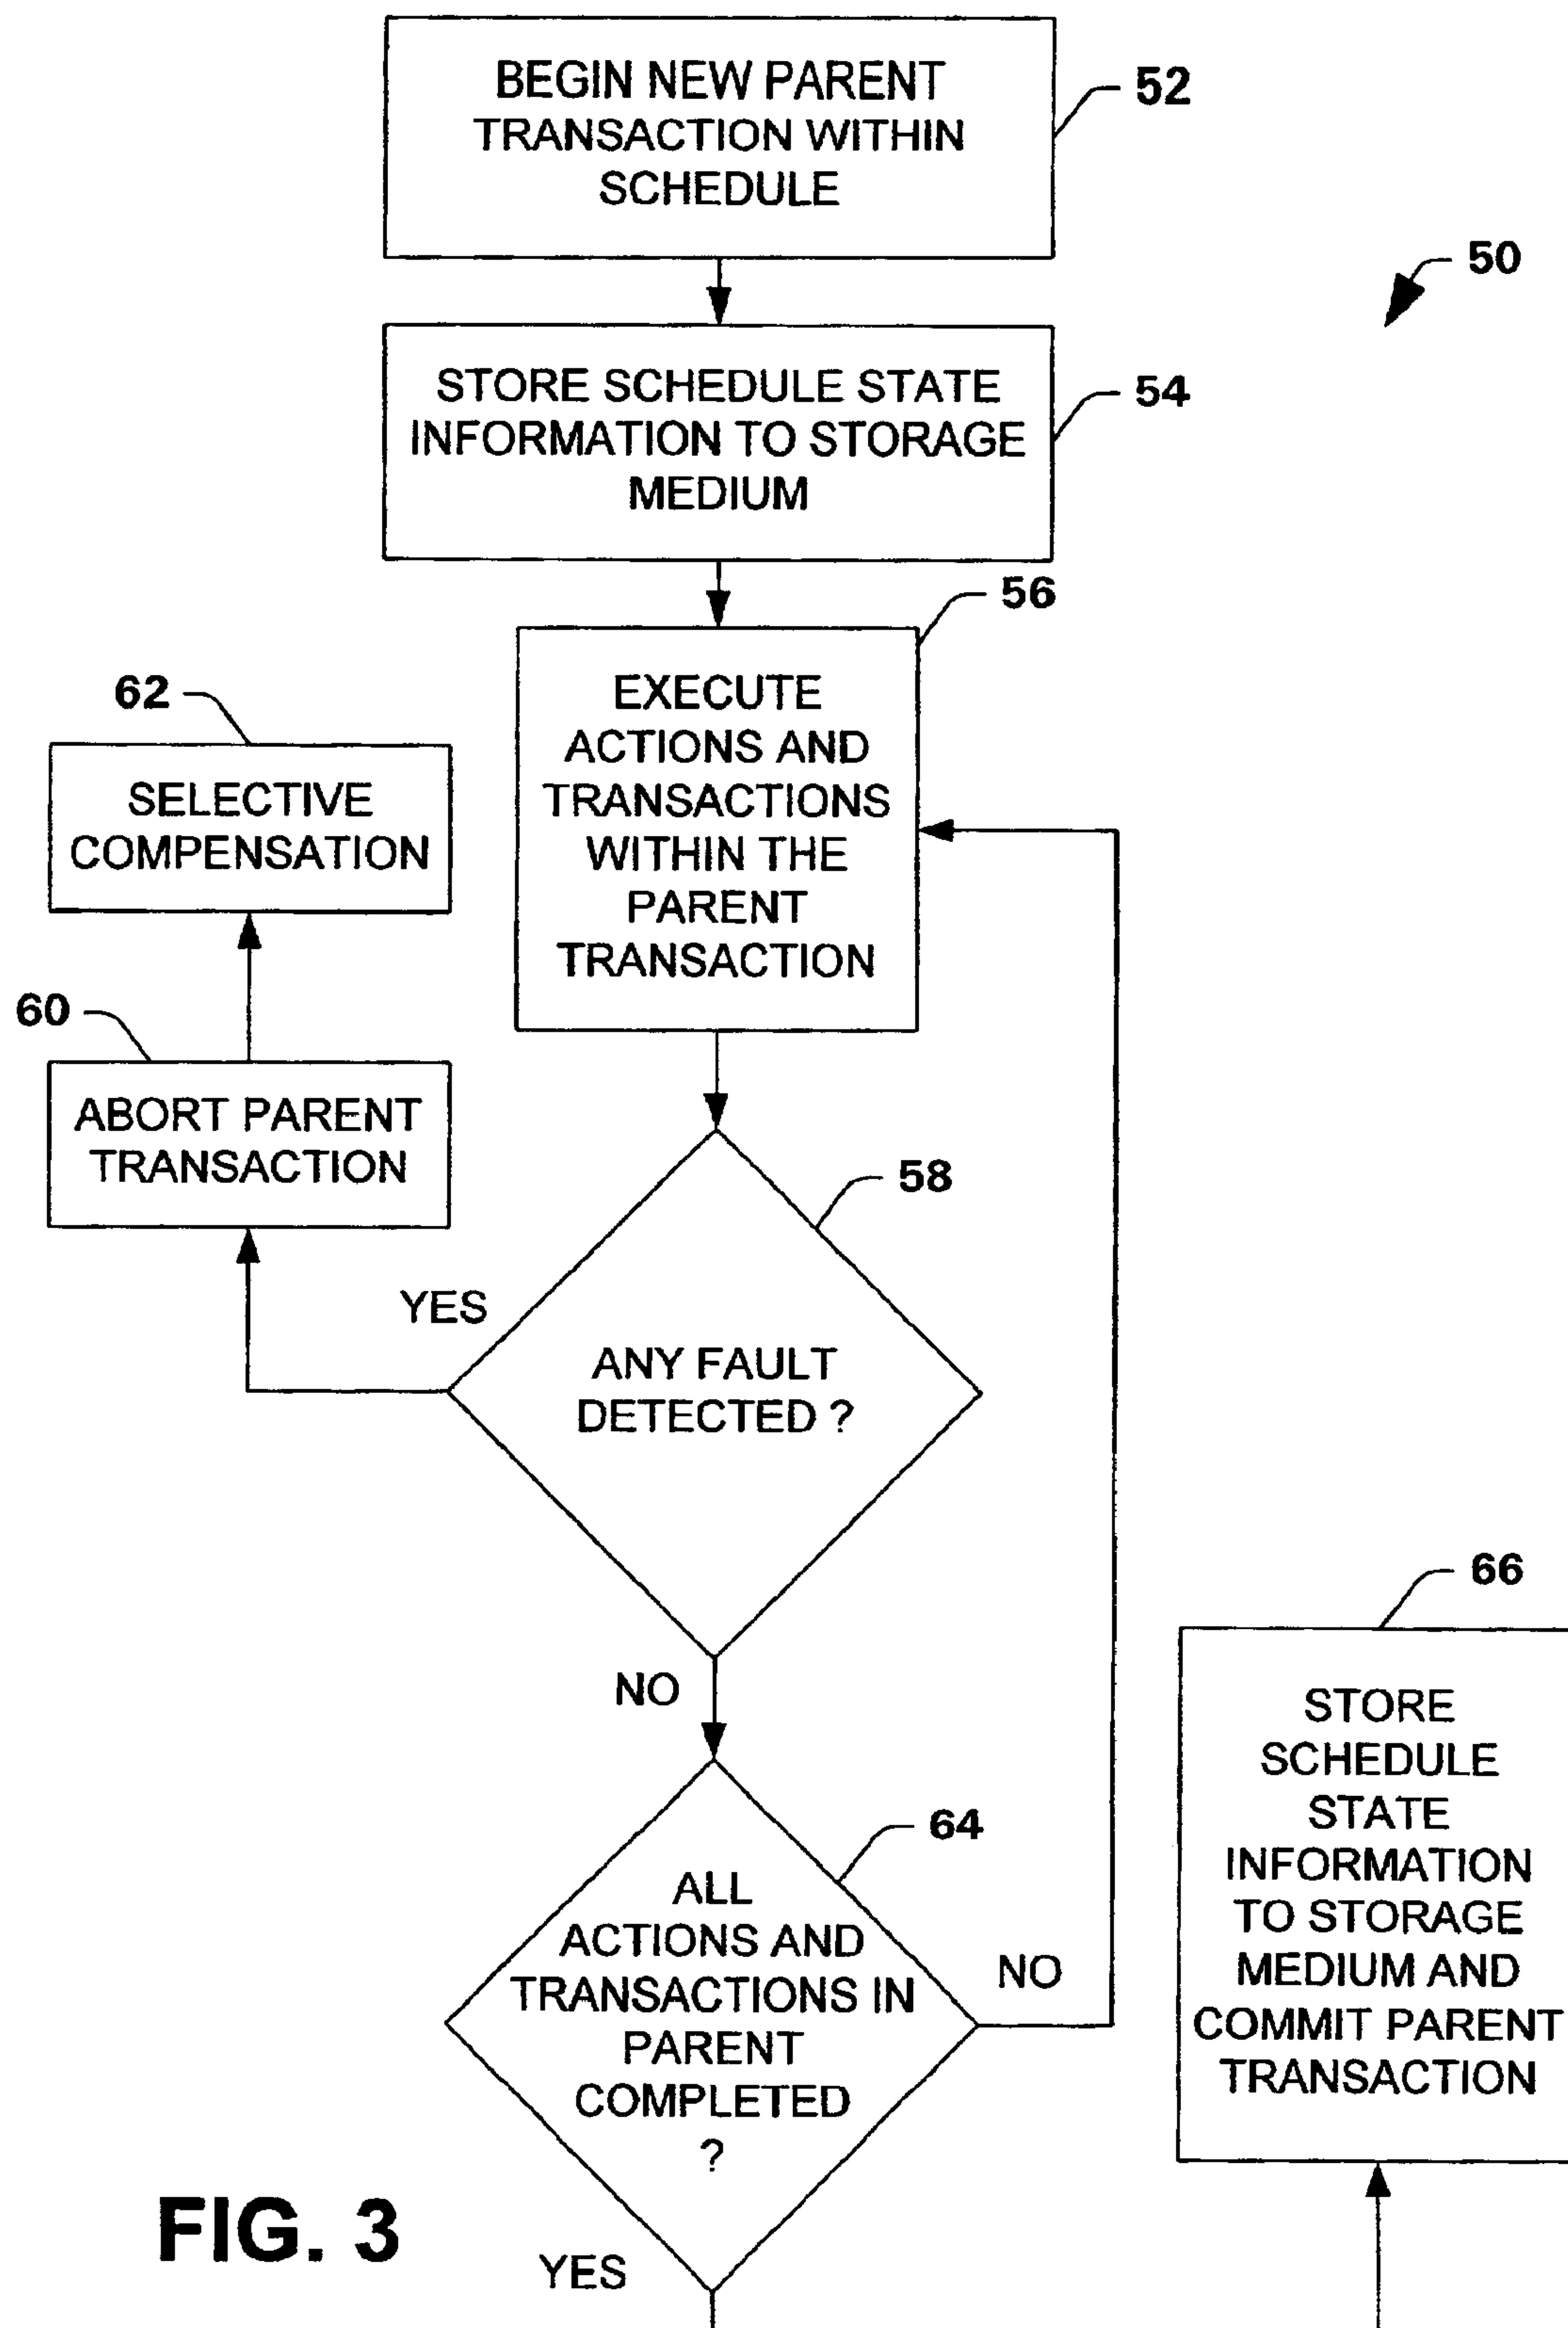 BEGIN NEW PARENT
TRANSACTION WITHIN
SCHEDULE
52
50
STORE SCHEDULE STATE
INFORMATION TO STORAGE
MEDIUM
54
56
EXECUTE
ACTIONS AND
TRANSACTIONS
WITHIN THE
PARENT
TRANSACTION
62
SELECTIVE
COMPENSATION
60
ABORT PARENT
TRANSACTION
58
YES
ANY FAULT
DETECTED ?
NO
64
ALL
ACTIONS AND
TRANSACTIONS IN
PARENT
COMPLETED
?
NO
YES
66
STORE
SCHEDULE
STATE
INFORMATION
TO STORAGE
MEDIUM AND
COMMIT PARENT
TRANSACTION
FIG. 3